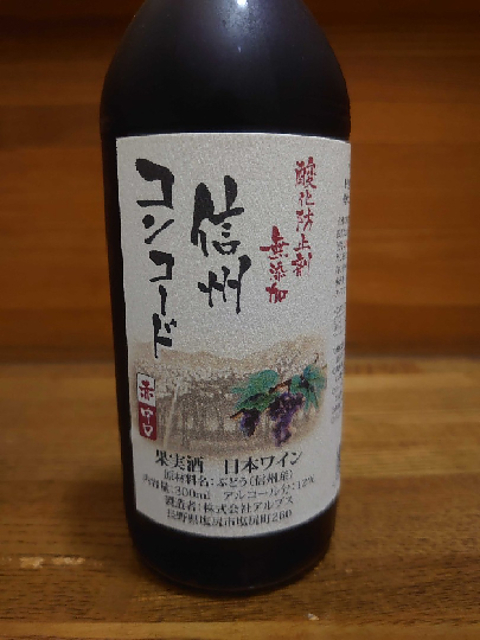 酸化防止剤
無添加
信州
コンコード
赤中口
果実酒 日本ワイン
原材料名:ぶどう(信州産)
内容量:300ml アルコール分:12%
製造者:株式会社アルプス
長野県塩尻市塩尻町260